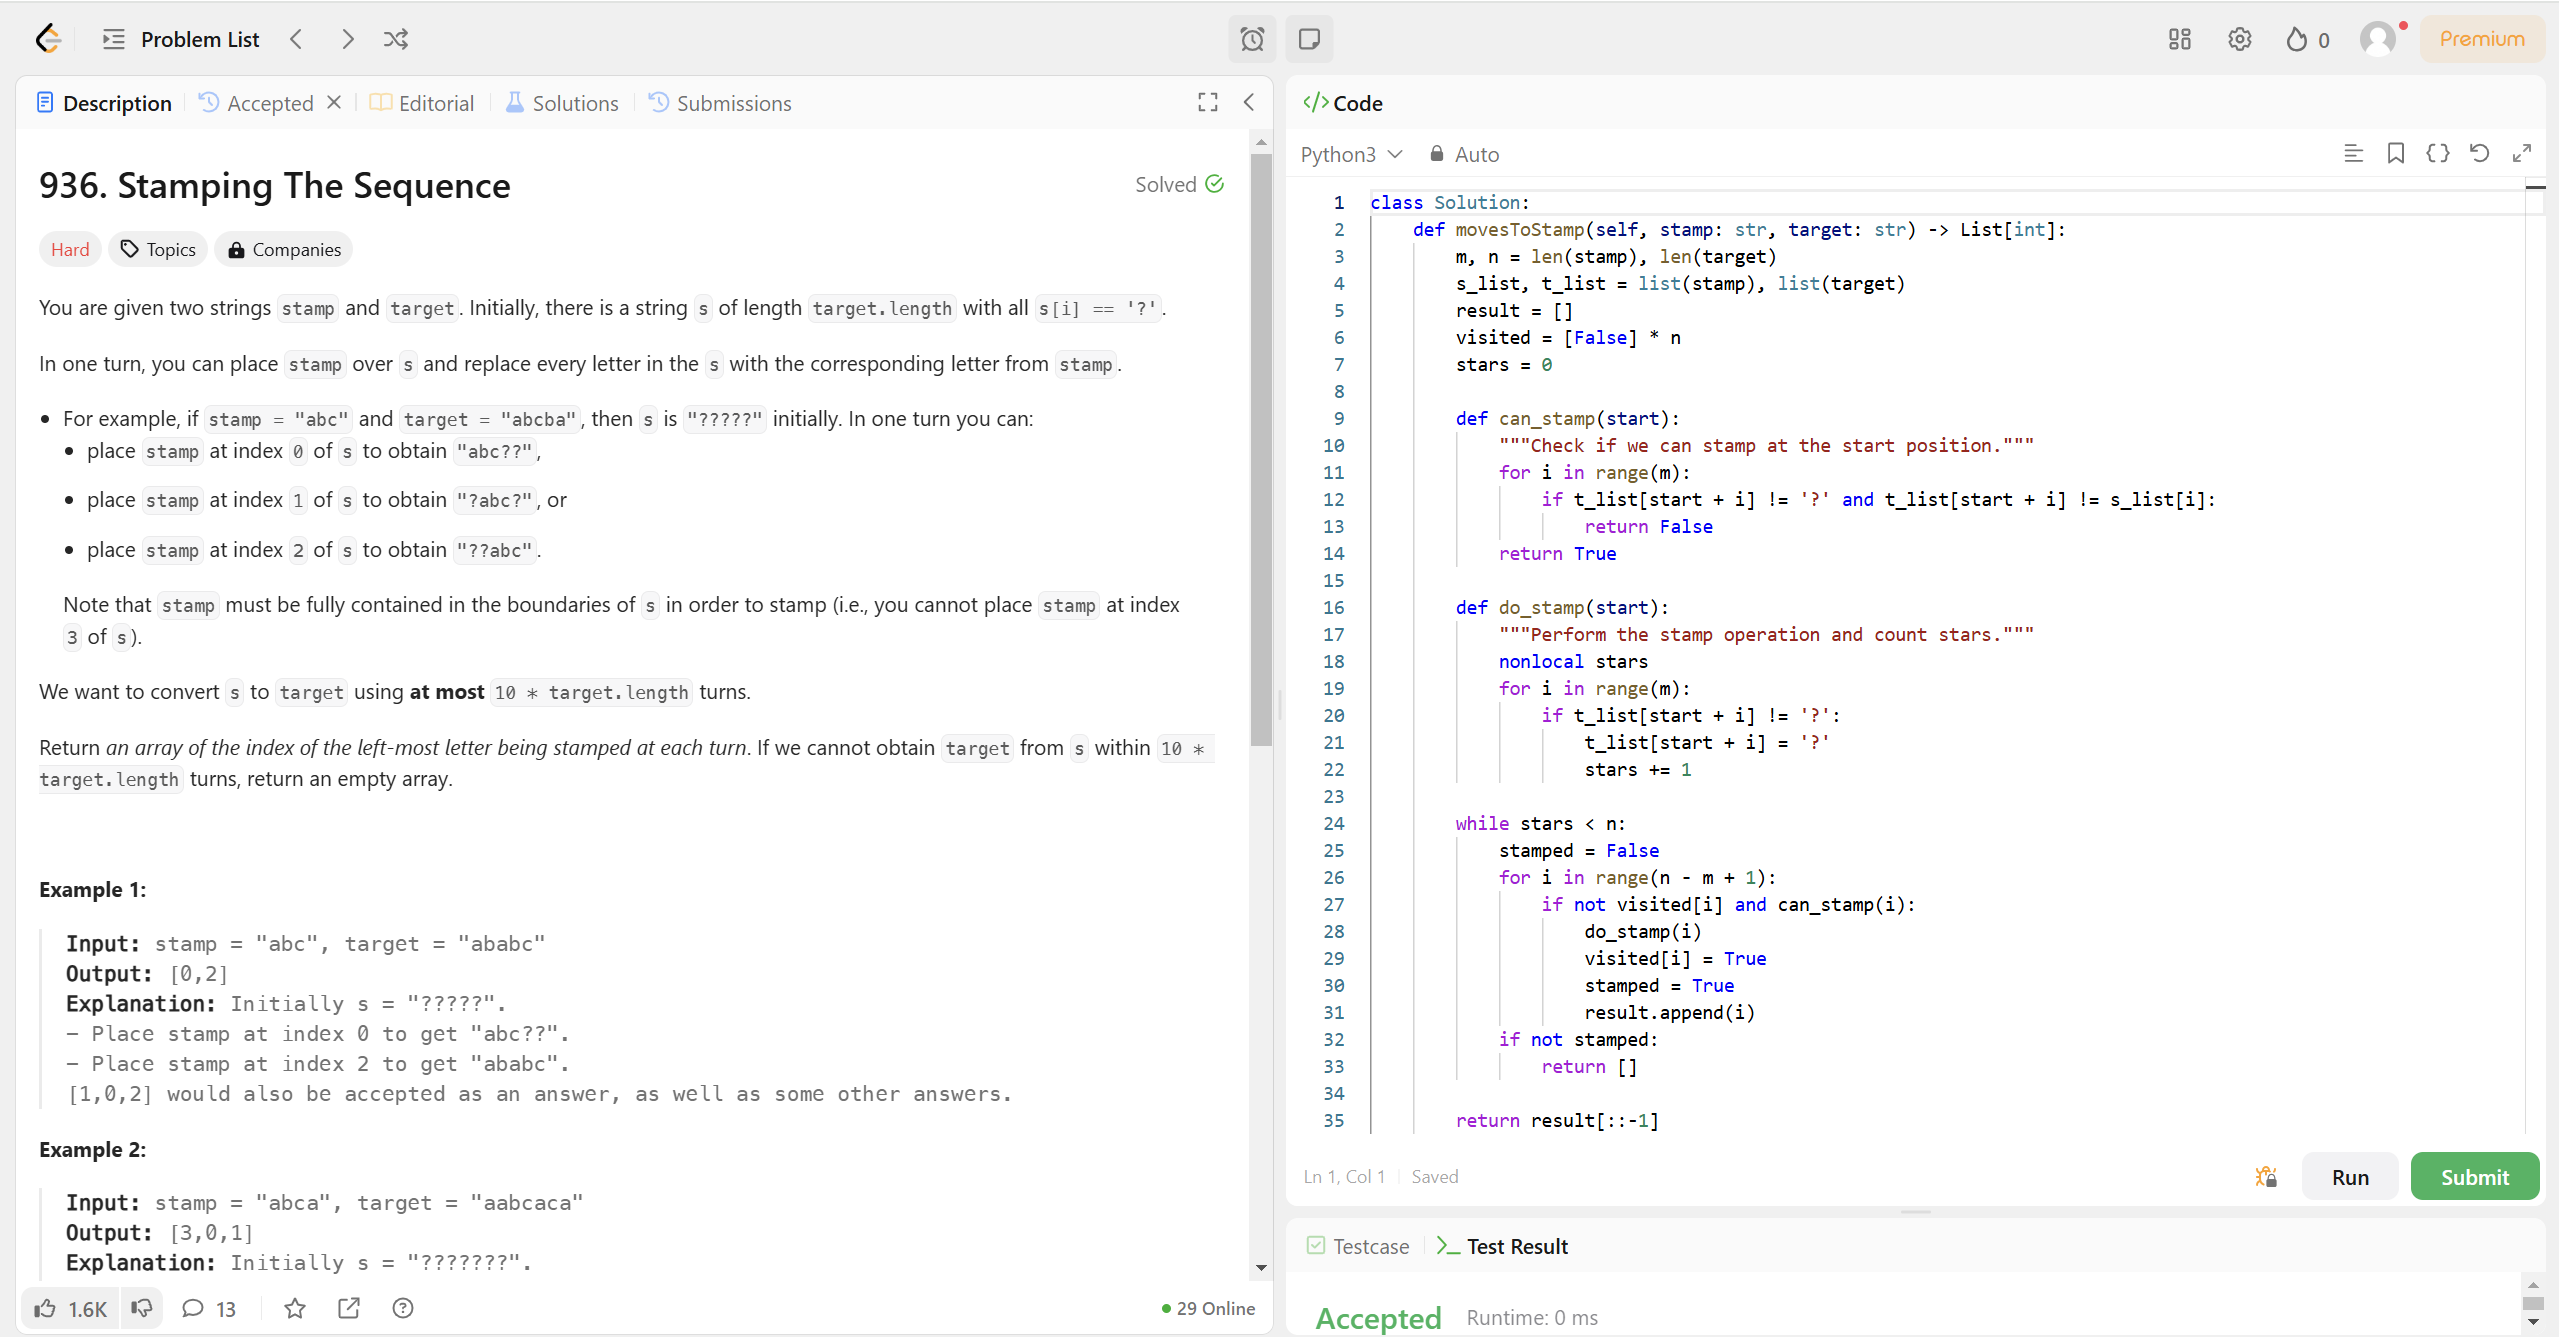 Problem List
0
Premium
Description
Accepted
Editorial
Solutions
Submissions
936. Stamping The Sequence
Solved
Hard
Topics
Companies
You are given two strings stamp and target. Initially, there is a string s of length target.length with all s[i] == '?'.
In one turn, you can place stamp over s and replace every letter in the s with the corresponding letter from stamp.
• For example, if stamp = "abc" and target = "abcba", then s is "?????" initially. In one turn you can:
• place stamp at index 0 of s to obtain "abc??",
• place stamp at index 1 of s to obtain "?abc?", or
• place stamp at index 2 of s to obtain "??abc".
Note that stamp must be fully contained in the boundaries of s in order to stamp (i.e., you cannot place stamp at index
3 of s).
We want to convert s to target using at most 10 * target.length turns.
Return an array of the index of the left-most letter being stamped at each turn. If we cannot obtain target from s within 10 *
target.length turns, return an empty array.
Example 1:
Input: stamp = "abc", target = "ababc"
Output: [0,2]
Explanation: Initially s = "?????".
- Place stamp at index 0 to get "abc??".
- Place stamp at index 2 to get "ababc".
[1,0,2] would also be accepted as an answer, as well as some other answers.
Example 2:
Input: stamp = "abca", target = "aabcaca"
Output: [3,0,1]
Explanation: Initially s = "???????".
1.6K
13
29 Online
</> Code
Python3
Auto
1 class Solution:
2     def movesToStamp(self, stamp: str, target: str) -> List[int]:
3         m, n = len(stamp), len(target)
4         s_list, t_list = list(stamp), list(target)
5         result = []
6         visited = [False] * n
7         stars = 0
8
9         def can_stamp(start):
10             """Check if we can stamp at the start position."""
11             for i in range(m):
12                 if t_list[start + i] != '?' and t_list[start + i] != s_list[i]:
13                     return False
14             return True
15
16         def do_stamp(start):
17             """Perform the stamp operation and count stars."""
18             nonlocal stars
19             for i in range(m):
20                 if t_list[start + i] != '?':
21                     t_list[start + i] = '?'
22                     stars += 1
23
24         while stars < n:
25             stamped = False
26             for i in range(n - m + 1):
27                 if not visited[i] and can_stamp(i):
28                     do_stamp(i)
29                     visited[i] = True
30                     stamped = True
31                     result.append(i)
32             if not stamped:
33                 return []
34
35         return result[::-1]
Ln 1, Col 1
Saved
Run
Submit
Testcase
Test Result
Accepted
Runtime: 0 ms